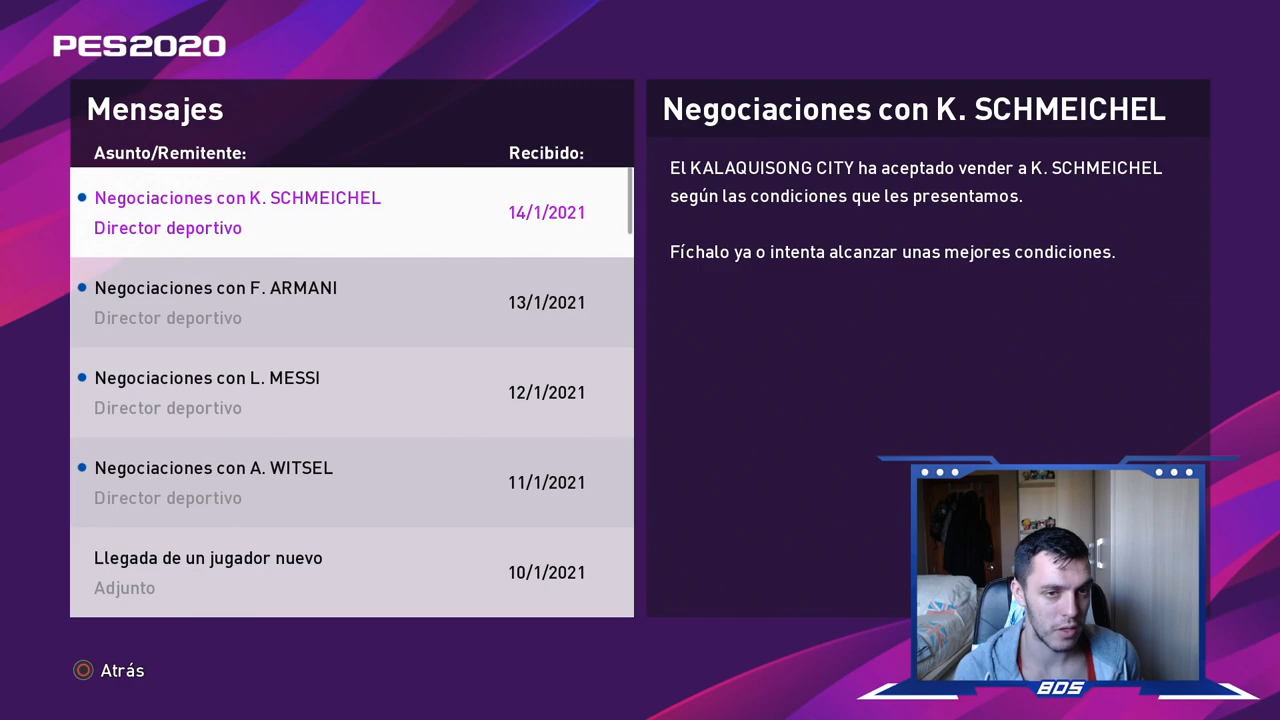 PES2020
Mensajes
Asunto/Remitente: Recibido:
Negociaciones con K. SCHMEICHEL
Director deportivo
14/1/2021
Negociaciones con F. ARMANI
Director deportivo
13/1/2021
Negociaciones con L. MESSI
Director deportivo
12/1/2021
Negociaciones con A. WITSEL
Director deportivo
11/1/2021
Llegada de un jugador nuevo
Adjunto
10/1/2021
Negociaciones con K. SCHMEICHEL
El KALAQUISONG CITY ha aceptado vender a K. SCHMEICHEL
según las condiciones que les presentamos.
Fíchalo ya o intenta alcanzar unas mejores condiciones.
Atrás
BDS